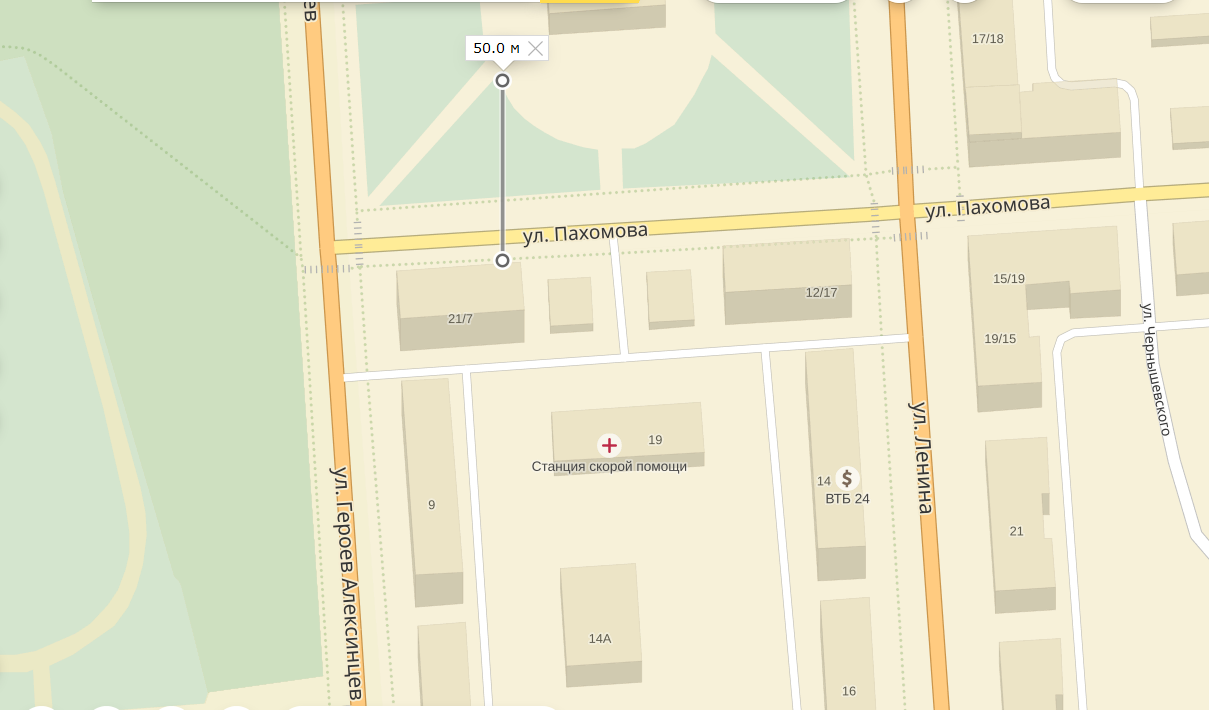 ев
17/18
50.0 м
ул. Пахомова
ул. Пахомова
15/19
12/17
21/7
19/15
ул. Чернышевского
19
Станция скорой помощи
ул. Ленина
14
ВТБ 24
9
ул. Героев Алексинцев
21
14А
16